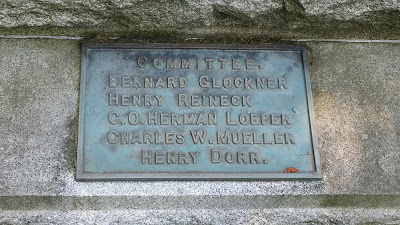 COMMITTEE.
BERNARD GLOCKNER
HENRY REINECK
C. O. HERMAN LOEPER
CHARLES W. MUELLER
HENRY DORR.